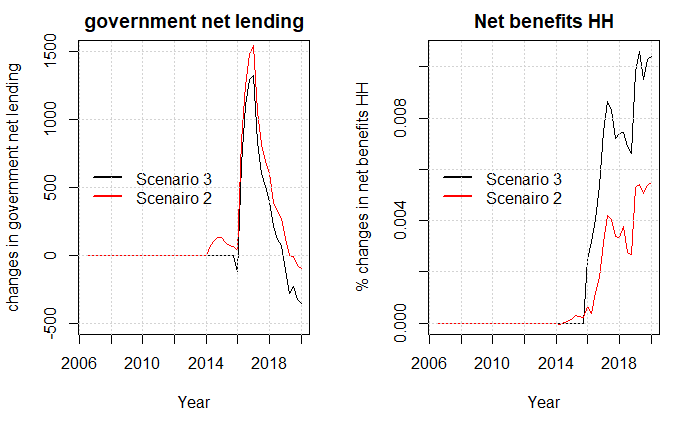 government net lending
changes in government net lending
1500
1000
500
0
-500
Scenario 3
Scenairo 2
2006
2010
2014
2018
Year
Net benefits HH
% changes in net benefits HH
0.008
0.004
0.000
Scenario 3
Scenairo 2
2006
2010
2014
2018
Year